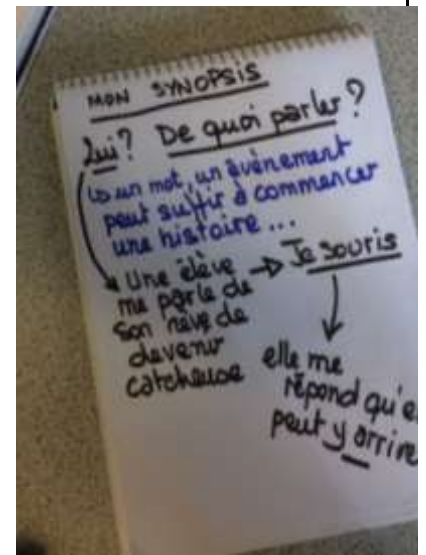 MON SYNOPSIS
Qui? De quoi parler?
↳ un mot, un évènement
peut suffir à commencer
une histoire...
Une élève → Je souris
me parle de
son rêve de
devenir
catcheuse
elle me
répond qu'e
peut y arrive